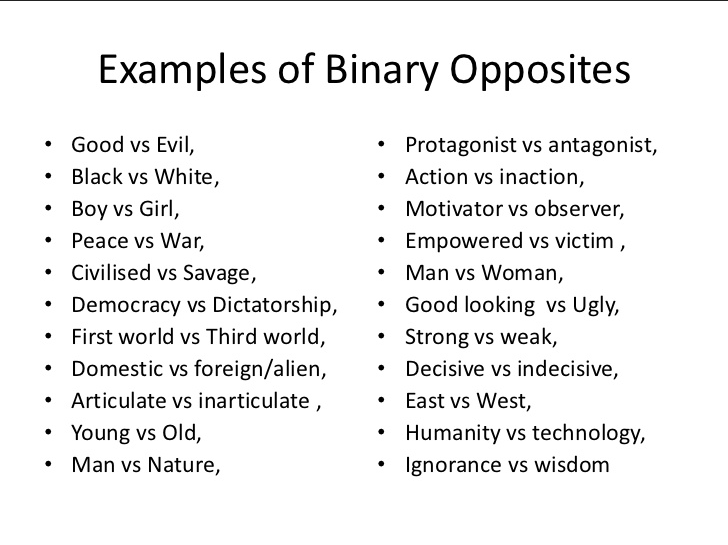 Examples of Binary Opposites
• Good vs Evil,
• Black vs White,
• Boy vs Girl,
• Peace vs War,
• Civilised vs Savage,
• Democracy vs Dictatorship,
• First world vs Third world,
• Domestic vs foreign/alien,
• Articulate vs inarticulate ,
• Young vs Old,
• Man vs Nature,
• Protagonist vs antagonist,
• Action vs inaction,
• Motivator vs observer,
• Empowered vs victim ,
• Man vs Woman,
• Good looking  vs Ugly,
• Strong vs weak,
• Decisive vs indecisive,
• East vs West,
• Humanity vs technology,
• Ignorance vs wisdom